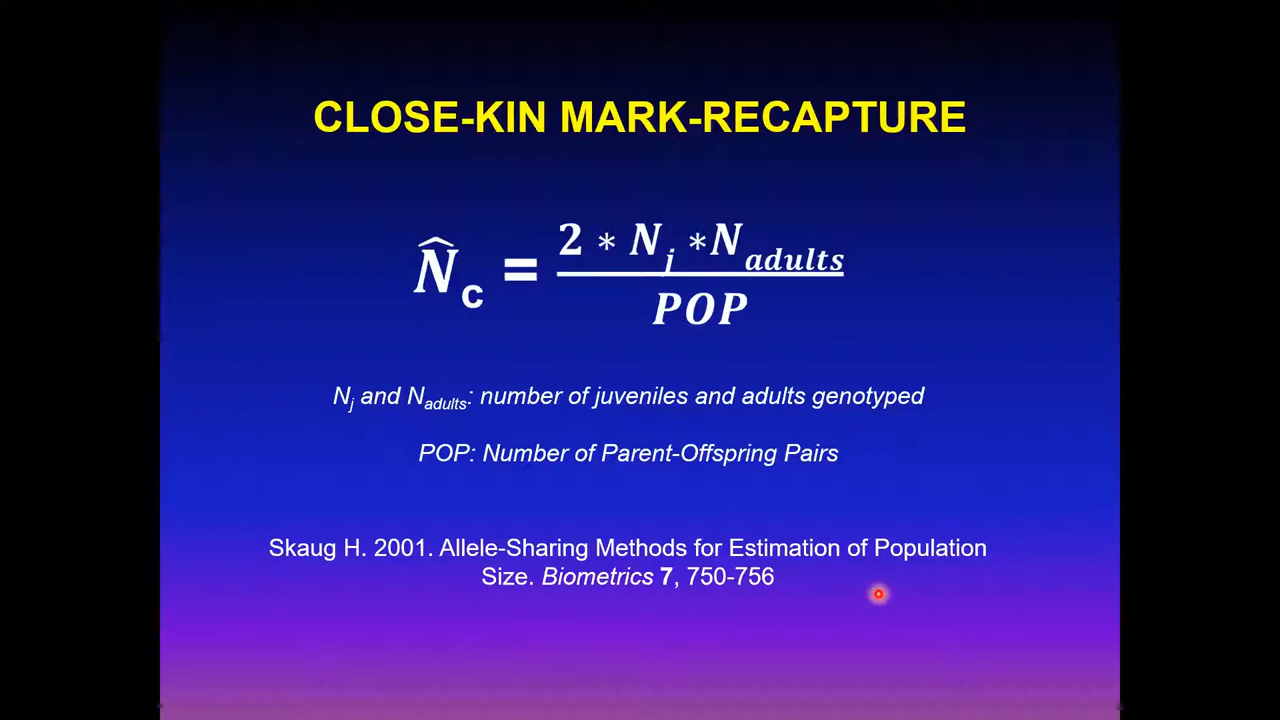 CLOSE-KIN MARK-RECAPTURE
N̂c = 2 * Nj *Nadults / POP
Nj and Nadults: number of juveniles and adults genotyped
POP: Number of Parent-Offspring Pairs
Skaug H. 2001. Allele-Sharing Methods for Estimation of Population
Size. Biometrics 7, 750-756